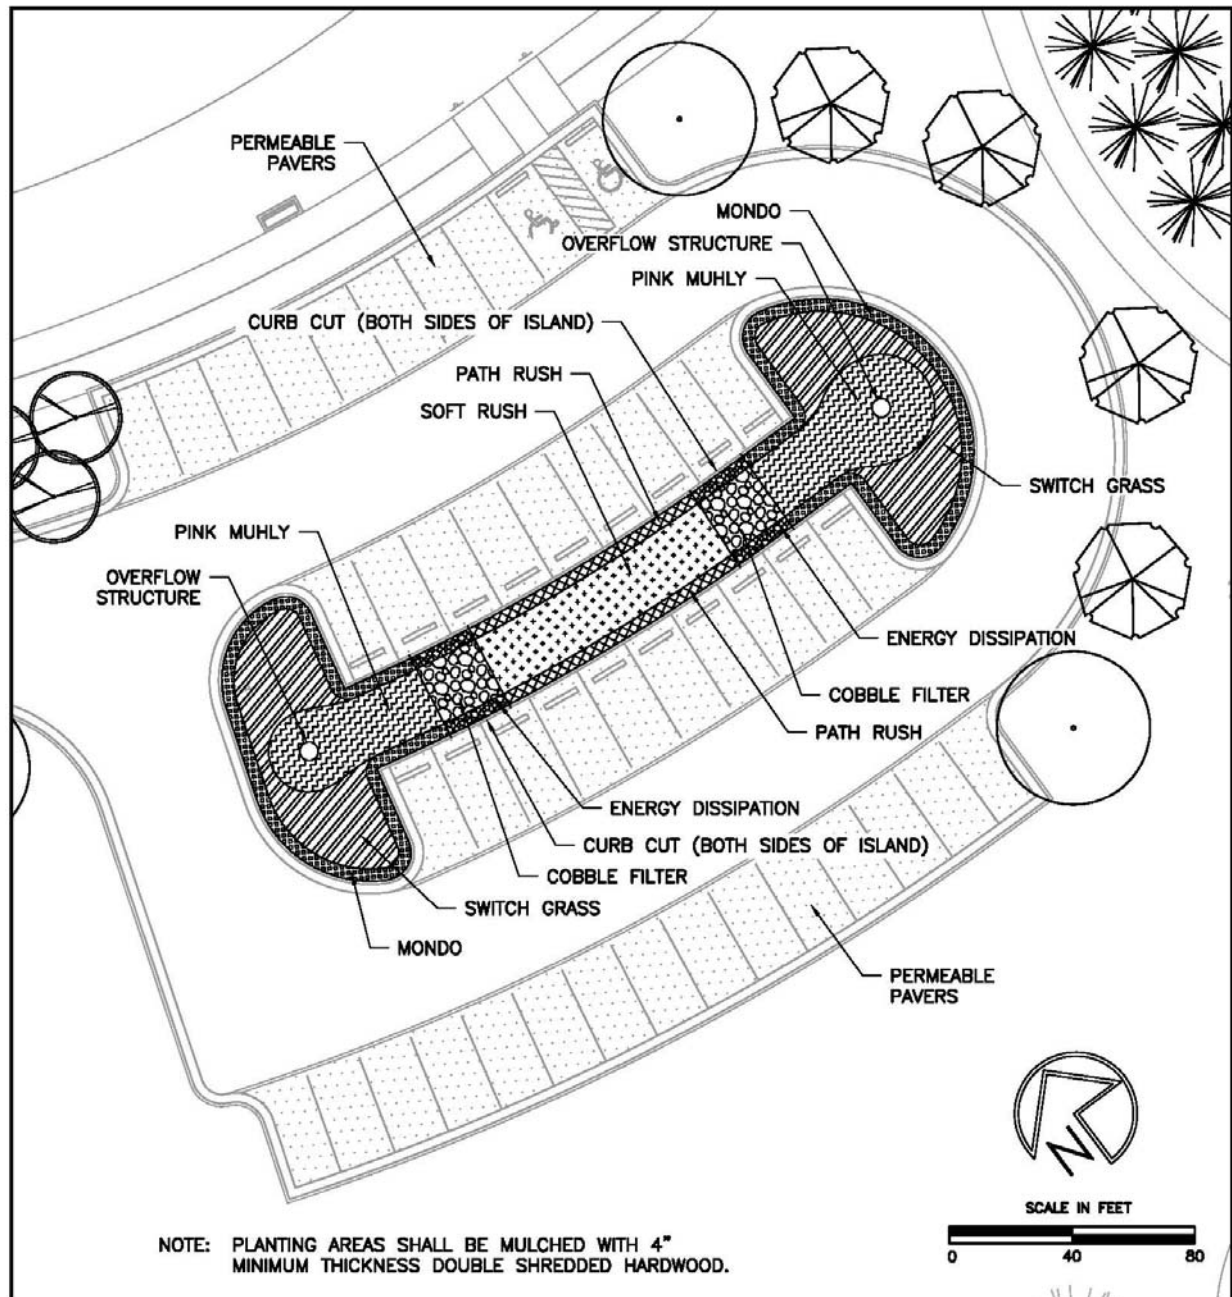 PERMEABLE
PAVERS
MONDO
OVERFLOW STRUCTURE
PINK MUHLY
CURB CUT (BOTH SIDES OF ISLAND)
PATH RUSH
SOFT RUSH
SWITCH GRASS
PINK MUHLY
OVERFLOW
STRUCTURE
ENERGY DISSIPATION
COBBLE FILTER
PATH RUSH
ENERGY DISSIPATION
CURB CUT (BOTH SIDES OF ISLAND)
COBBLE FILTER
SWITCH GRASS
MONDO
PERMEABLE
PAVERS
N
SCALE IN FEET
0 40 80
NOTE: PLANTING AREAS SHALL BE MULCHED WITH 4"
MINIMUM THICKNESS DOUBLE SHREDDED HARDWOOD.